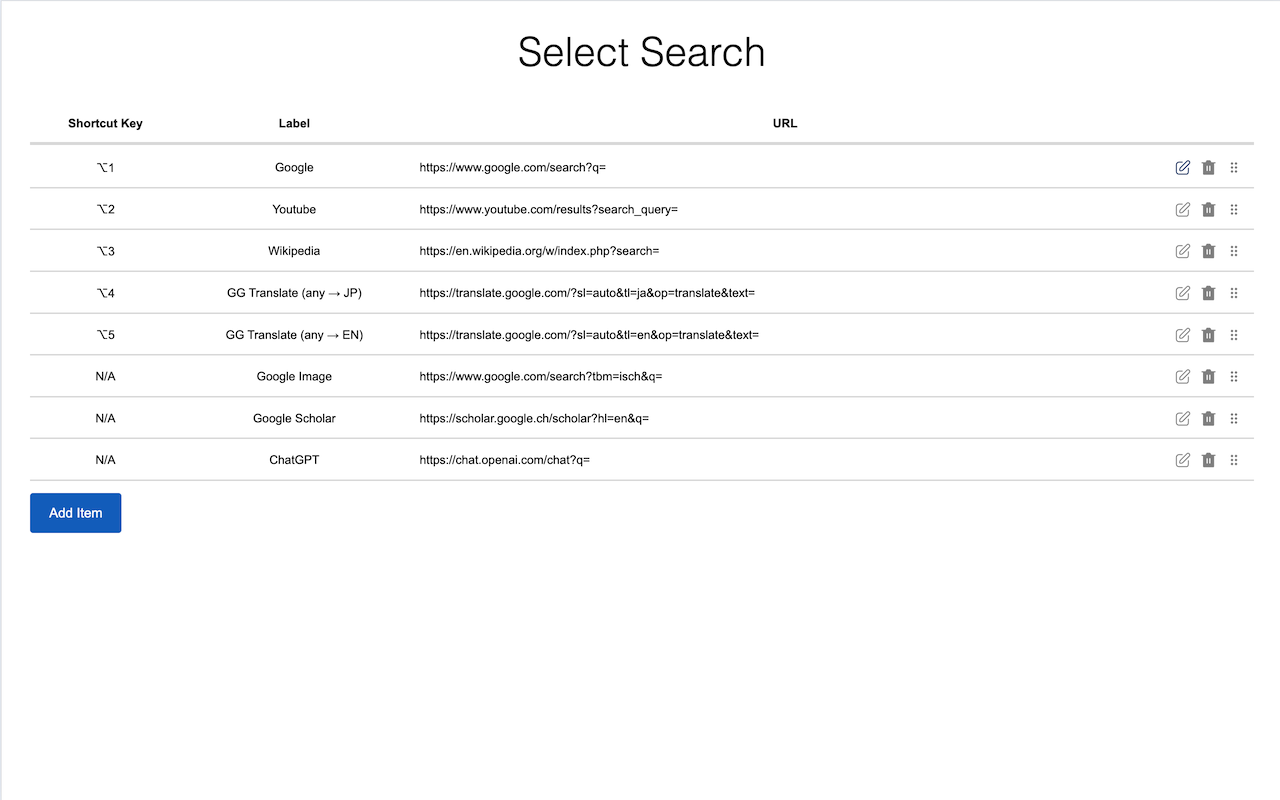 Select Search
Shortcut Key Label URL
⌥1 Google https://www.google.com/search?q=
⌥2 Youtube https://www.youtube.com/results?search_query=
⌥3 Wikipedia https://en.wikipedia.org/w/index.php?search=
⌥4 GG Translate (any → JP) https://translate.google.com/?sl=auto&tl=ja&op=translate&text=
⌥5 GG Translate (any → EN) https://translate.google.com/?sl=auto&tl=en&op=translate&text=
N/A Google Image https://www.google.com/search?tbm=isch&q=
N/A Google Scholar https://scholar.google.ch/scholar?hl=en&q=
N/A ChatGPT https://chat.openai.com/chat?q=
Add Item